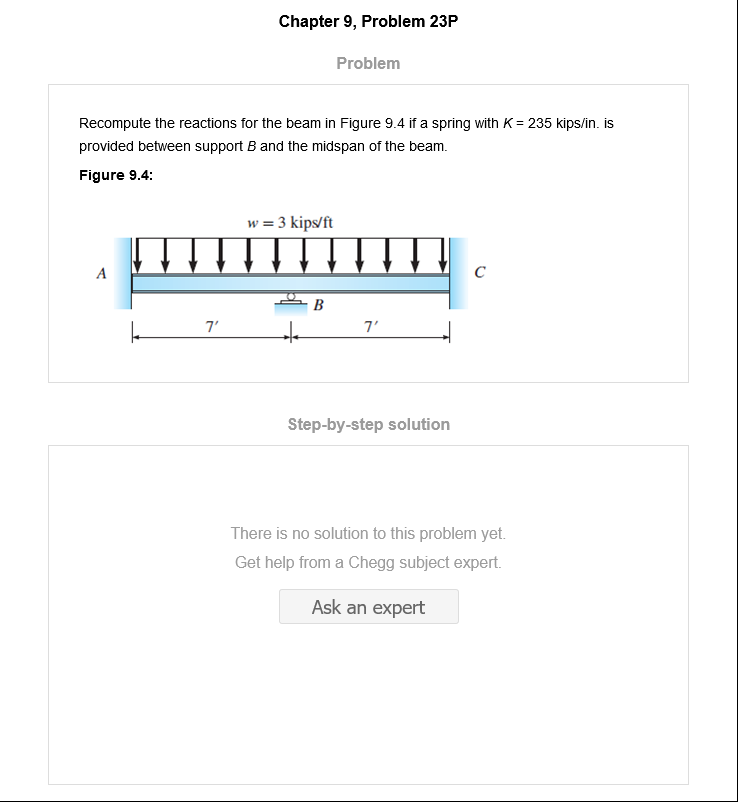 Chapter 9, Problem 23P
Problem
Recompute the reactions for the beam in Figure 9.4 if a spring with K = 235 kips/in. is
provided between support B and the midspan of the beam.
Figure 9.4:
w = 3 kips/ft
A
C
B
7′
7′
Step-by-step solution
There is no solution to this problem yet.
Get help from a Chegg subject expert.
Ask an expert